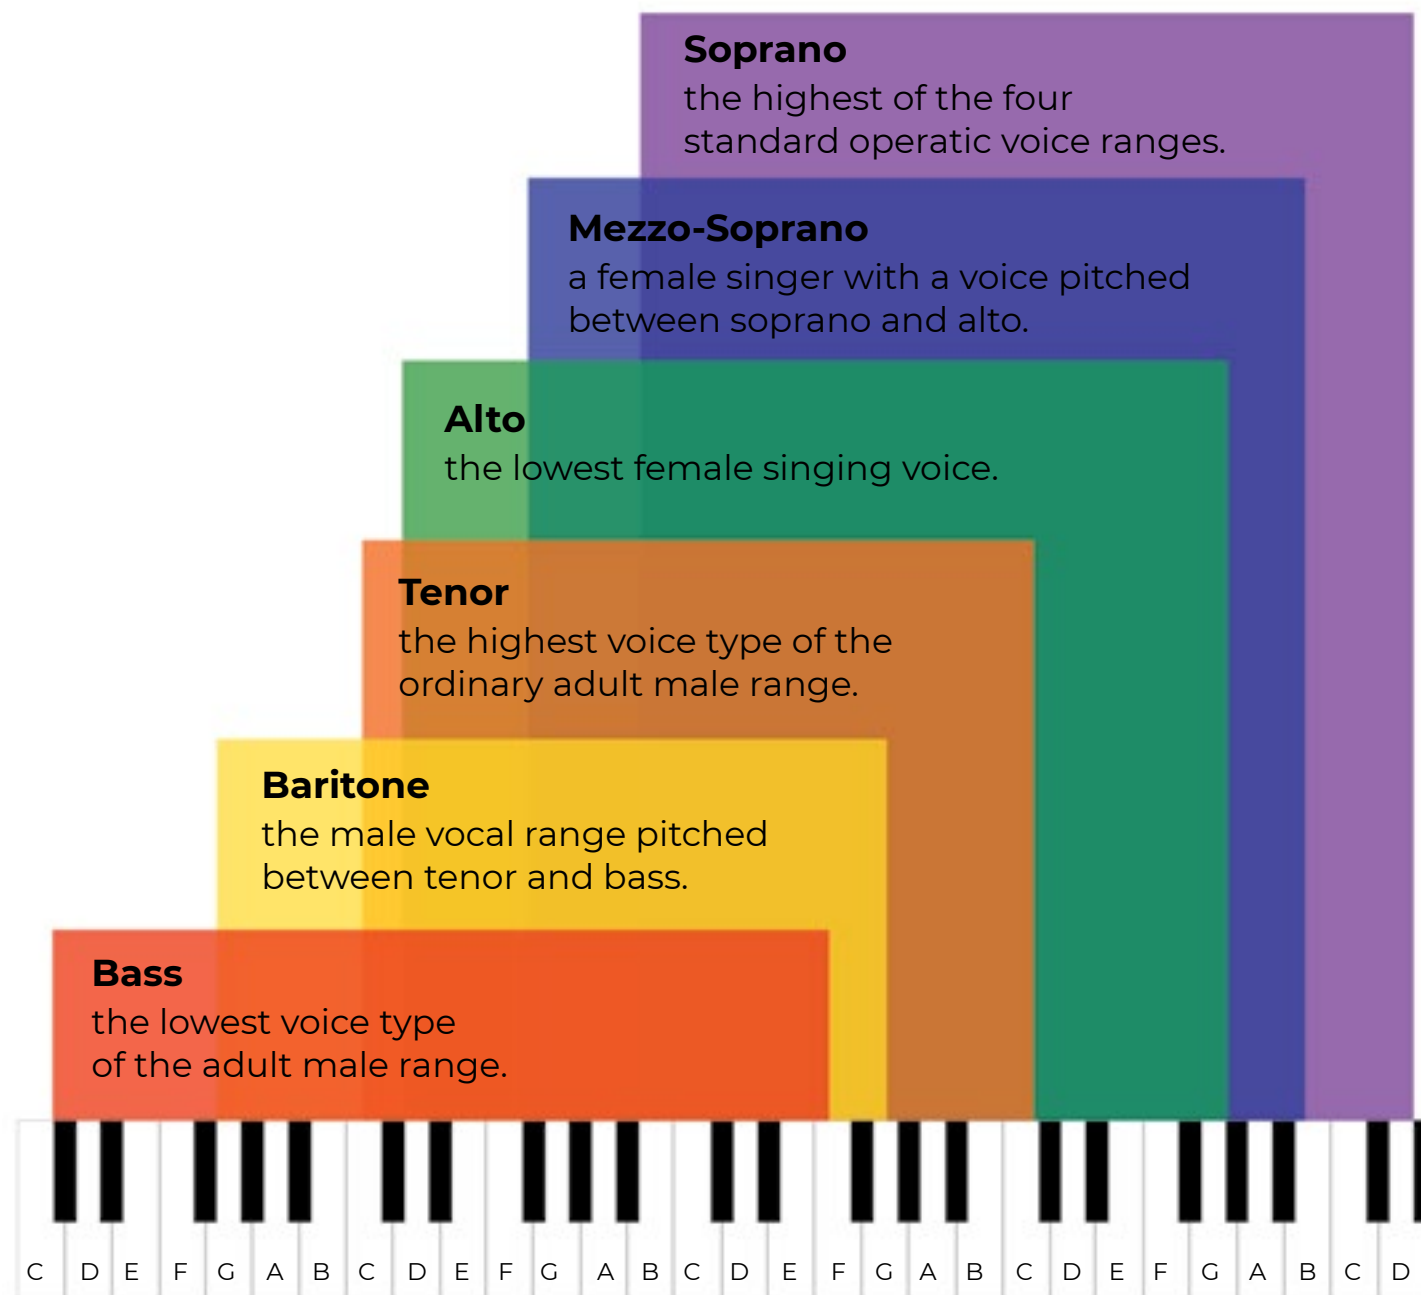 Soprano
the highest of the four
standard operatic voice ranges.
Mezzo-Soprano
a female singer with a voice pitched
between soprano and alto.
Alto
the lowest female singing voice.
Tenor
the highest voice type of the
ordinary adult male range.
Baritone
the male vocal range pitched
between tenor and bass.
Bass
the lowest voice type
of the adult male range.
C D E F G A B C D E F G A B C D E F G A B C D E F G A B C D